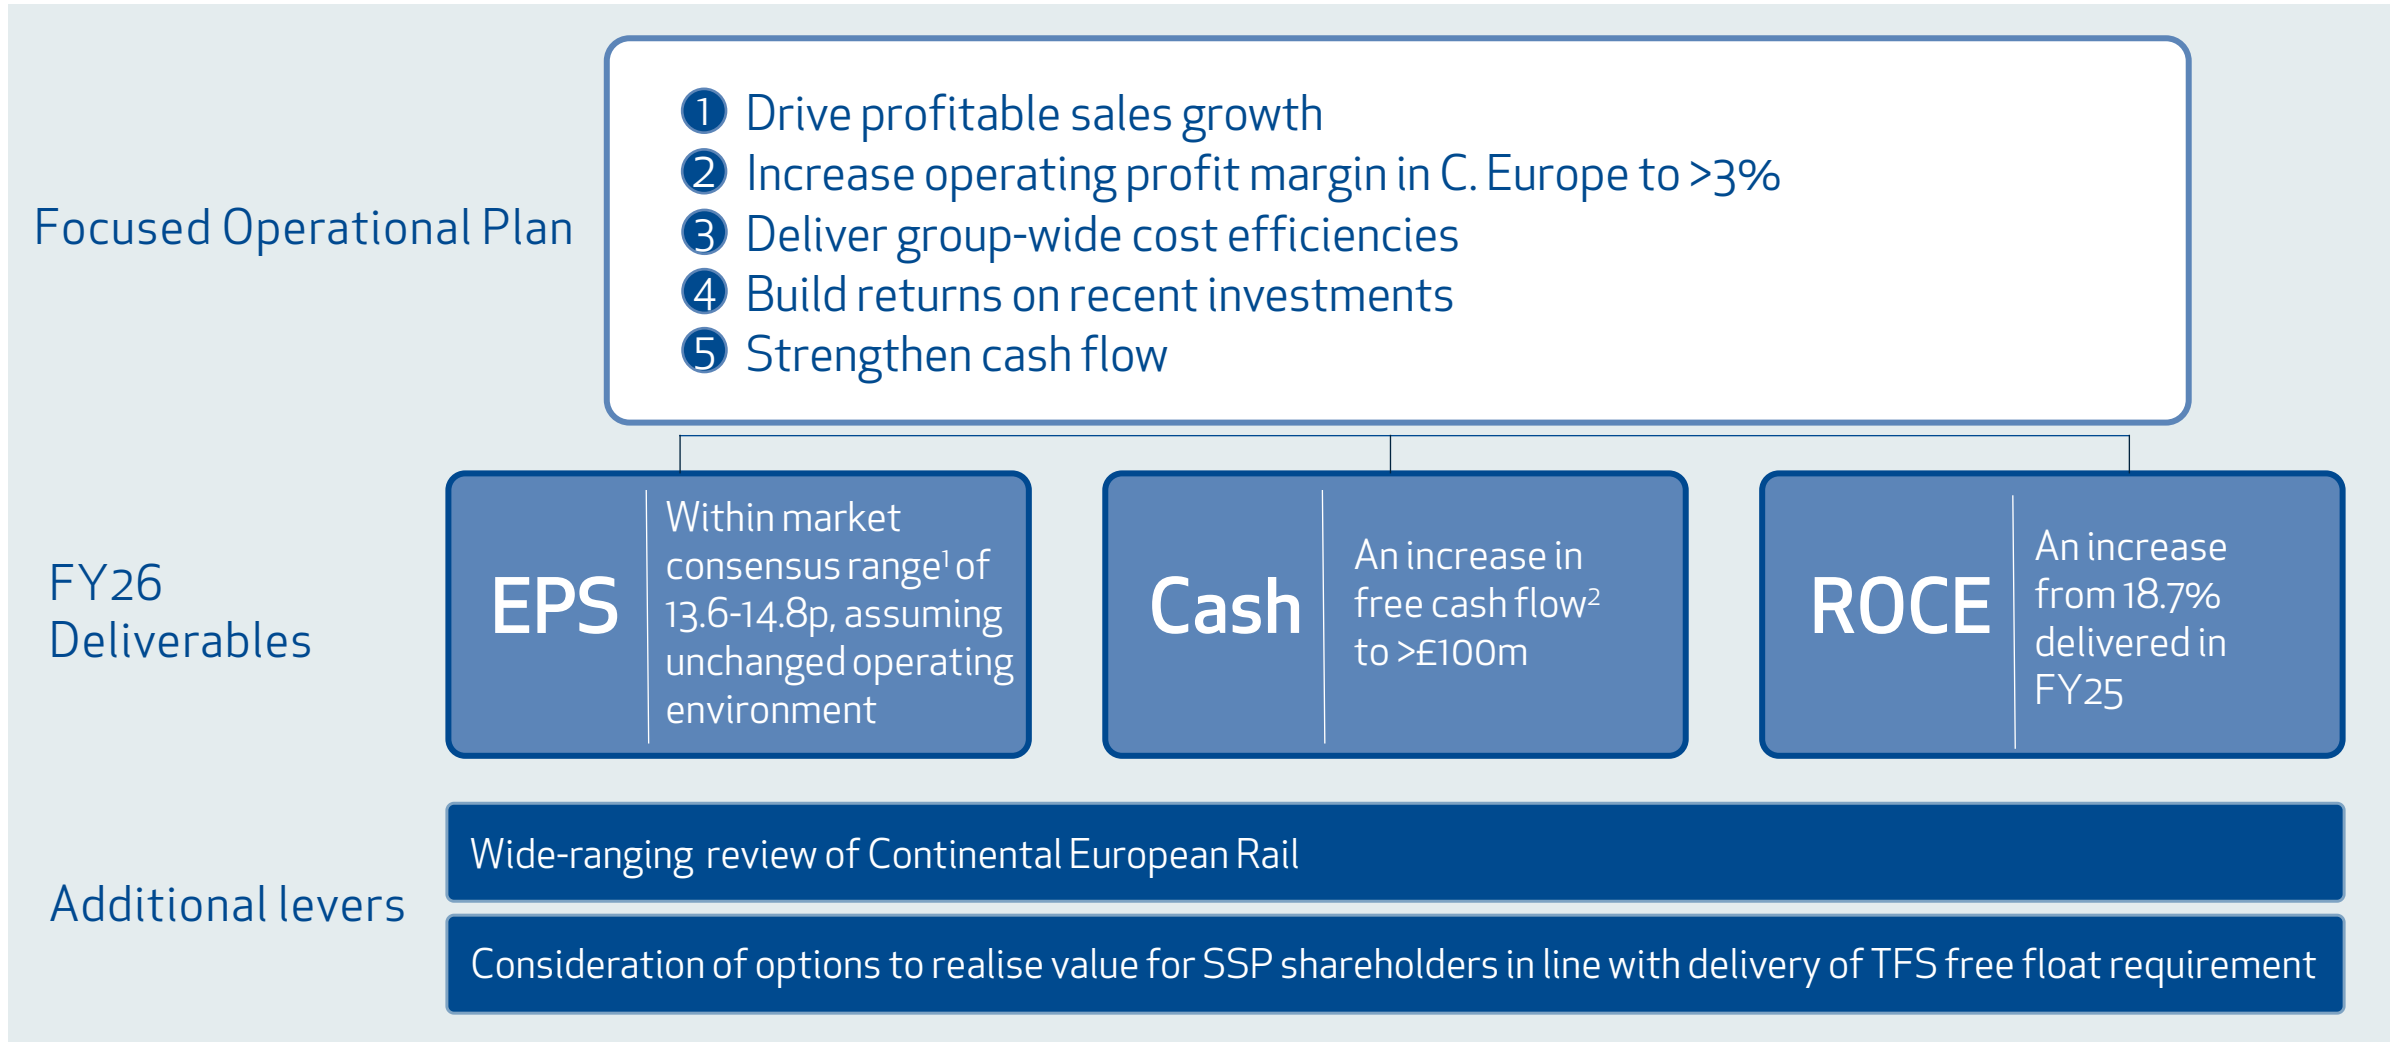 Focused Operational Plan
1 Drive profitable sales growth
2 Increase operating profit margin in C. Europe to >3%
3 Deliver group-wide cost efficiencies
4 Build returns on recent investments
5 Strengthen cash flow
FY26
Deliverables
EPS
Within market
consensus range¹ of
13.6-14.8p, assuming
unchanged operating
environment
Cash
An increase in
free cash flow²
to >£100m
ROCE
An increase
from 18.7%
delivered in
FY25
Additional levers
Wide-ranging review of Continental European Rail
Consideration of options to realise value for SSP shareholders in line with delivery of TFS free float requirement